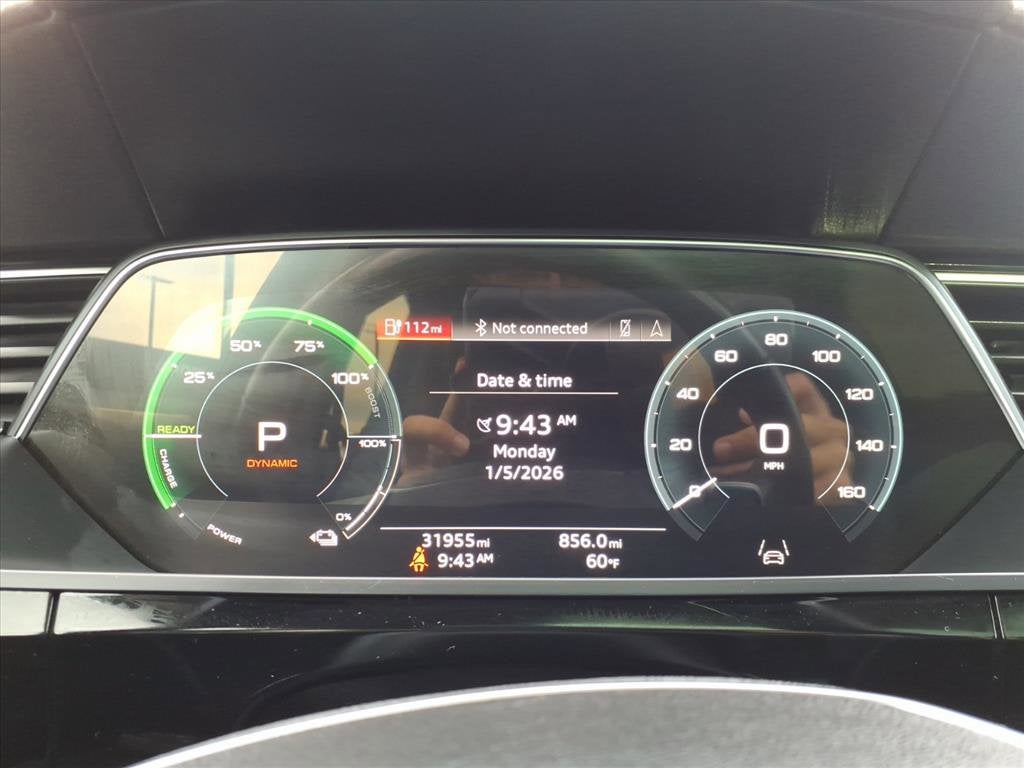 112 mi Not connected
Date & time
9:43 AM
Monday
1/5/2026
31955 mi 856.0 mi
9:43 AM 60°F
25% 50% 75% 100% BOOST
READY
CHARGE
POWER
P
DYNAMIC
100%
0%
0 20 40 60 80 100 120 140 160
0
MPH